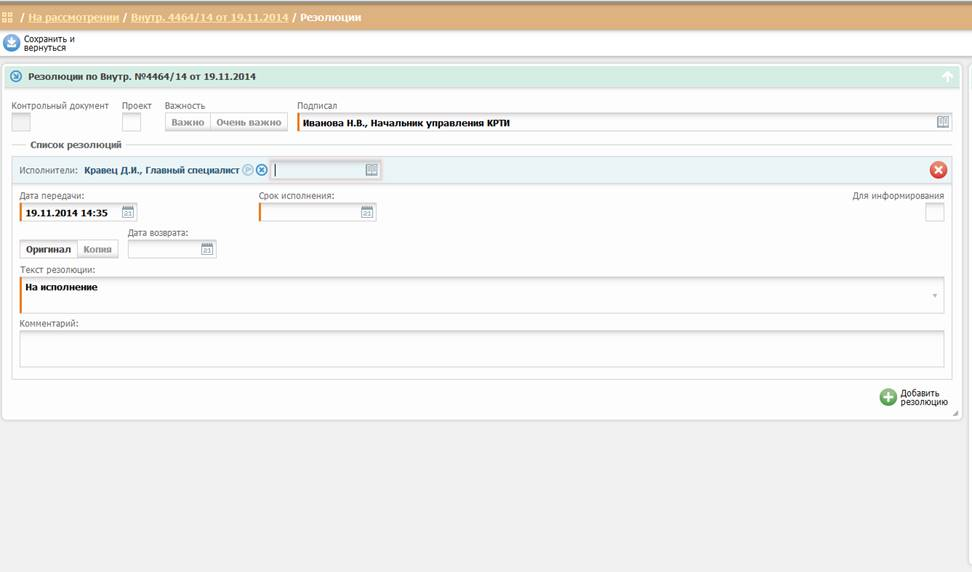 / На рассмотрении / Внутр. 4464/14 от 19.11.2014 / Резолюции
Сохранить и
вернуться
Резолюции по Внутр. №4464/14 от 19.11.2014
Контрольный документ Проект Важность Подписал
Важно Очень важно Иванова Н.В., Начальник управления КРТИ
Список резолюций
Исполнители: Кравец Д.И., Главный специалист
Дата передачи: Срок исполнения: Для информирования
19.11.2014 14:35
Дата возврата:
Оригинал Копия
Текст резолюции:
На исполнение
Комментарий:
Добавить
резолюцию